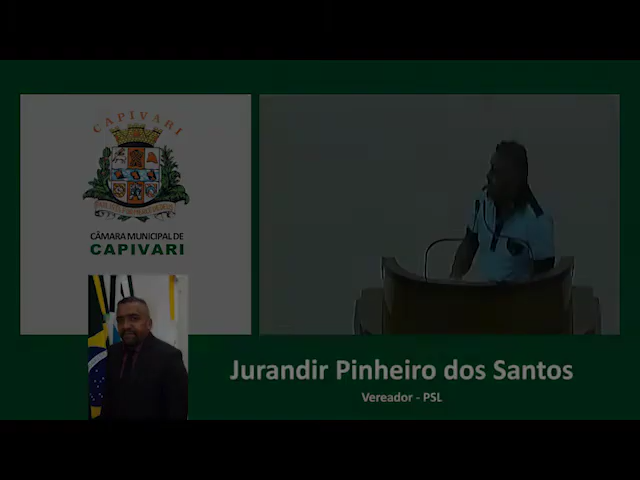 CAPIVARI
CÂMARA MUNICIPAL DE
CAPIVARI
Jurandir Pinheiro dos Santos
Vereador - PSL